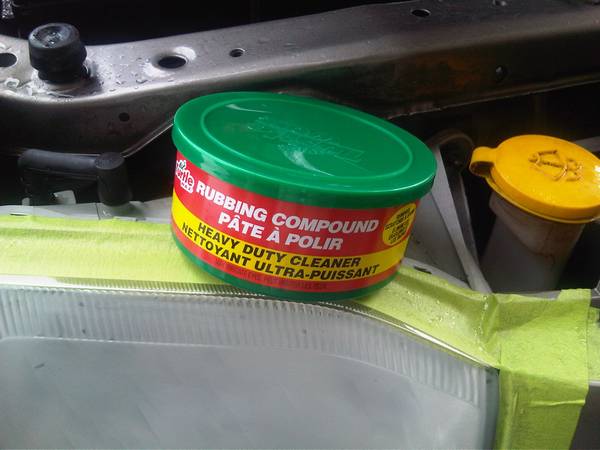 RUBBING COMPOUND
PÂTE À POLIR
HEAVY DUTY CLEANER
NETTOYANT ULTRA-PUISSANT